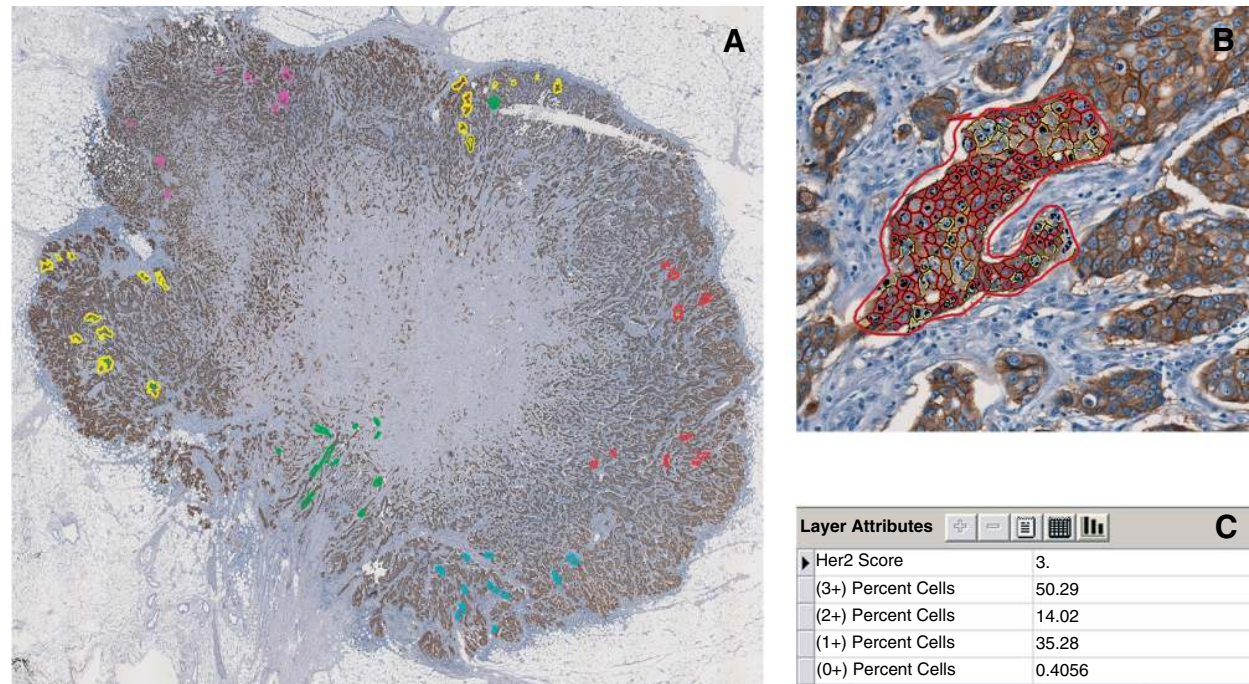 A
B
Layer Attributes
C
Her2 Score 3.
(3+) Percent Cells 50.29
(2+) Percent Cells 14.02
(1+) Percent Cells 35.28
(0+) Percent Cells 0.4056